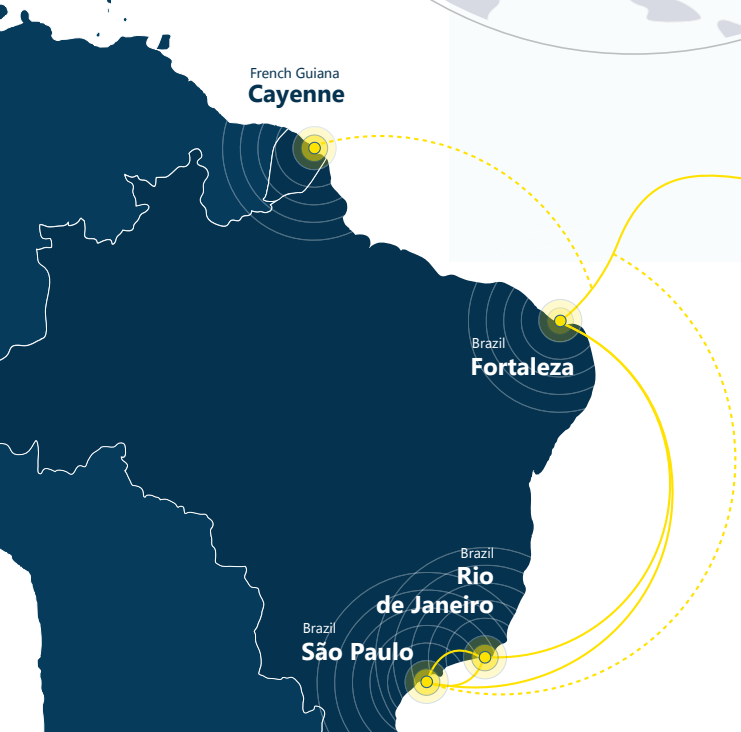 French Guiana
Cayenne
Brazil
Fortaleza
Brazil
Rio
de Janeiro
Brazil
São Paulo